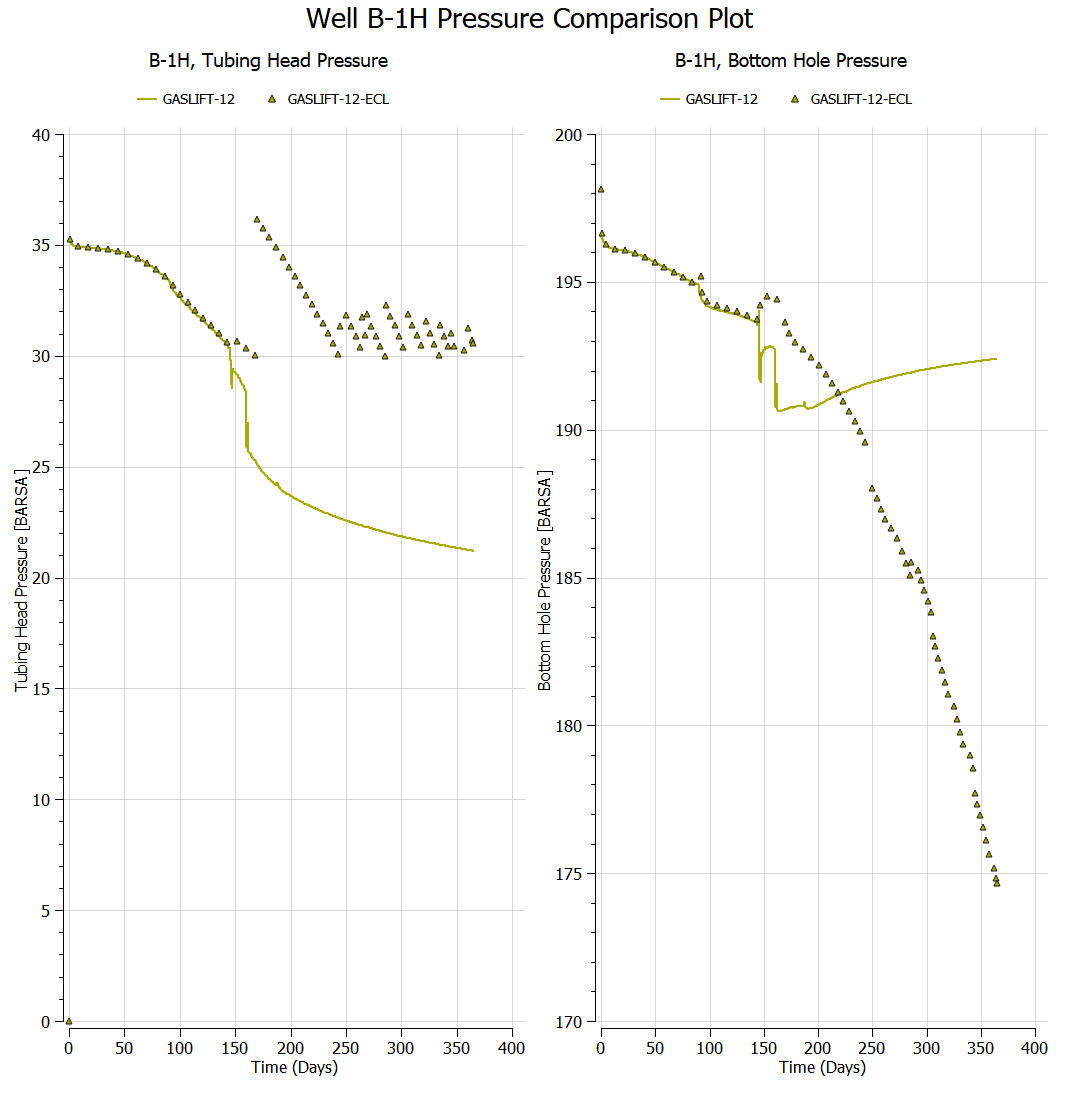 Well B-1H Pressure Comparison Plot
B-1H, Tubing Head Pressure
GASLIFT-12 GASLIFT-12-ECL
40
35
30
25
20
15
10
5
0
Tubing Head Pressure [BARSA]
0 50 100 150 200 250 300 350 400
Time (Days)
B-1H, Bottom Hole Pressure
GASLIFT-12 GASLIFT-12-ECL
200
195
190
185
180
175
170
Bottom Hole Pressure [BARSA]
0 50 100 150 200 250 300 350 400
Time (Days)